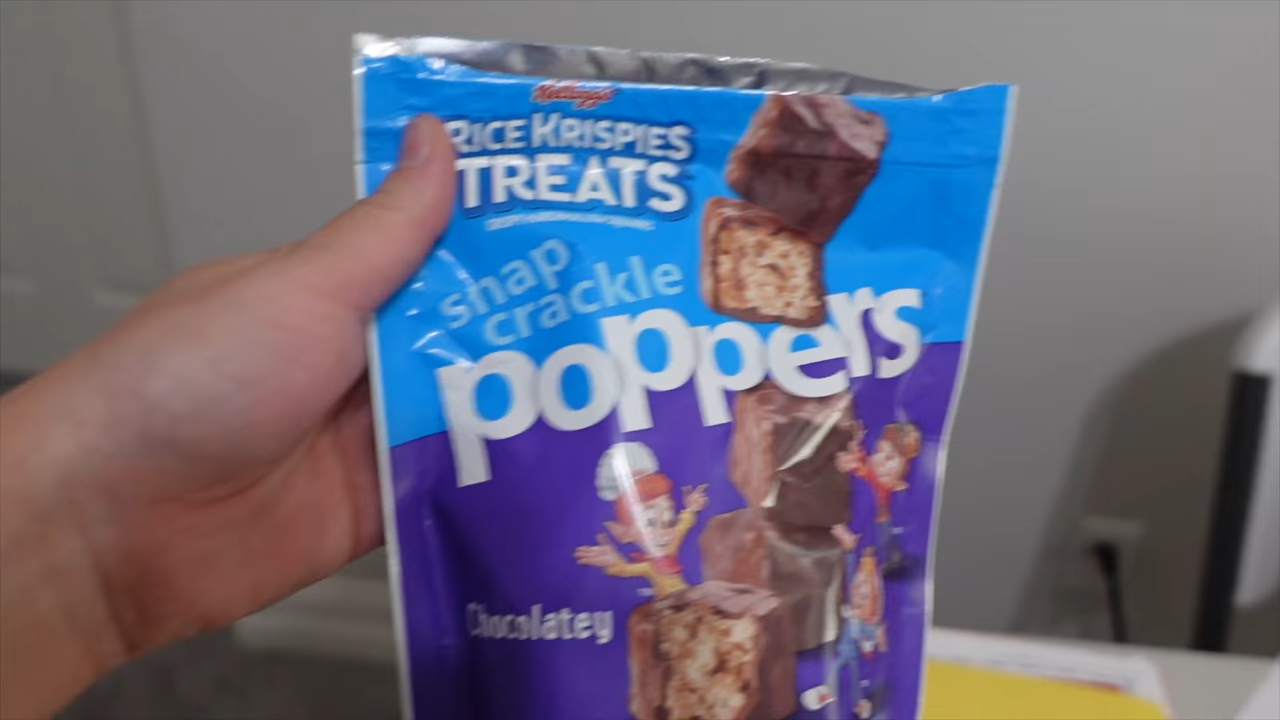 Kellogg's
RICE KRISPIES
TREATS
snap
crackle
poppers
Chocolatey